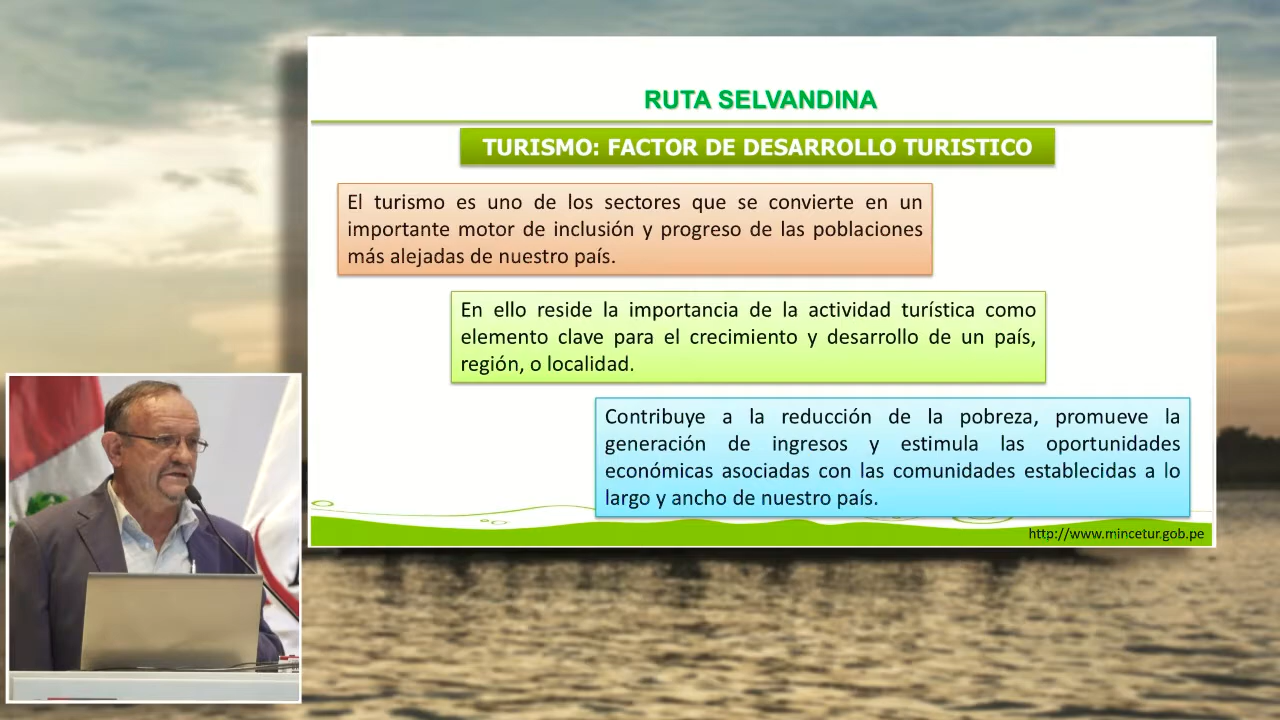 RUTA SELVANDINA
TURISMO: FACTOR DE DESARROLLO TURISTICO
El turismo es uno de los sectores que se convierte en un
importante motor de inclusión y progreso de las poblaciones
más alejadas de nuestro país.
En ello reside la importancia de la actividad turística como
elemento clave para el crecimiento y desarrollo de un país,
región, o localidad.
Contribuye a la reducción de la pobreza, promueve la
generación de ingresos y estimula las oportunidades
económicas asociadas con las comunidades establecidas a lo
largo y ancho de nuestro país.
http://www.mincetur.gob.pe